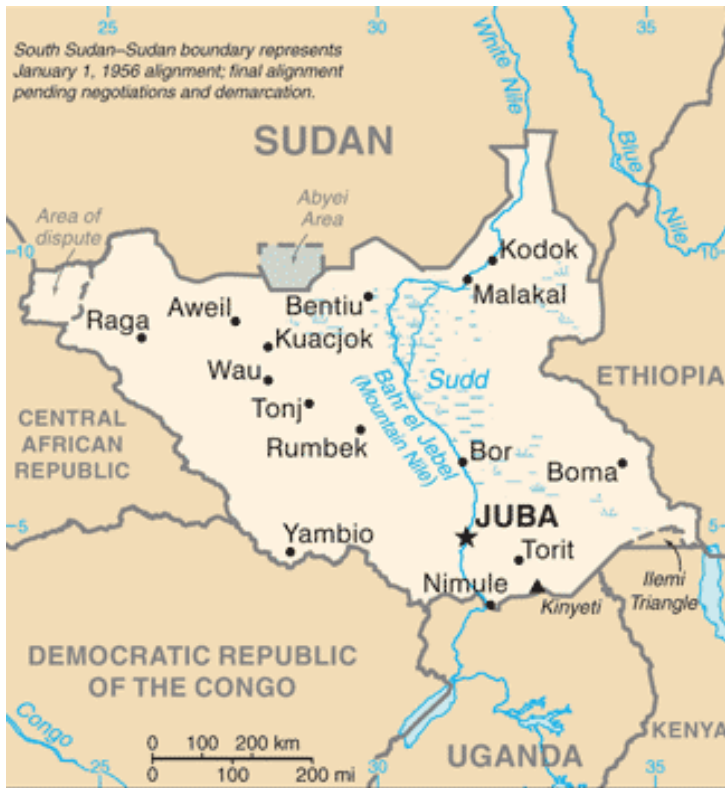 25
30
35
South Sudan–Sudan boundary represents
January 1, 1956 alignment; final alignment
pending negotiations and demarcation.
White Nile
SUDAN
Blue
Nile
Area of
dispute
Abyei
Area
10
10
Kodok
Malakal
Bentiu
Aweil
Raga
Kuacjok
Wau
Tonj
Rumbek
Sudd
Bahr el Jebel
(Mountain Nile)
ETHIOPIA
CENTRAL
AFRICAN
REPUBLIC
Bor
Boma
5
5
JUBA
Yambio
Torit
Nimule
Kinyeti
Ilemi
Triangle
DEMOCRATIC REPUBLIC
OF THE CONGO
Congo
0 100 200 km
0 100 200 mi
UGANDA
KENYA
25
30
35